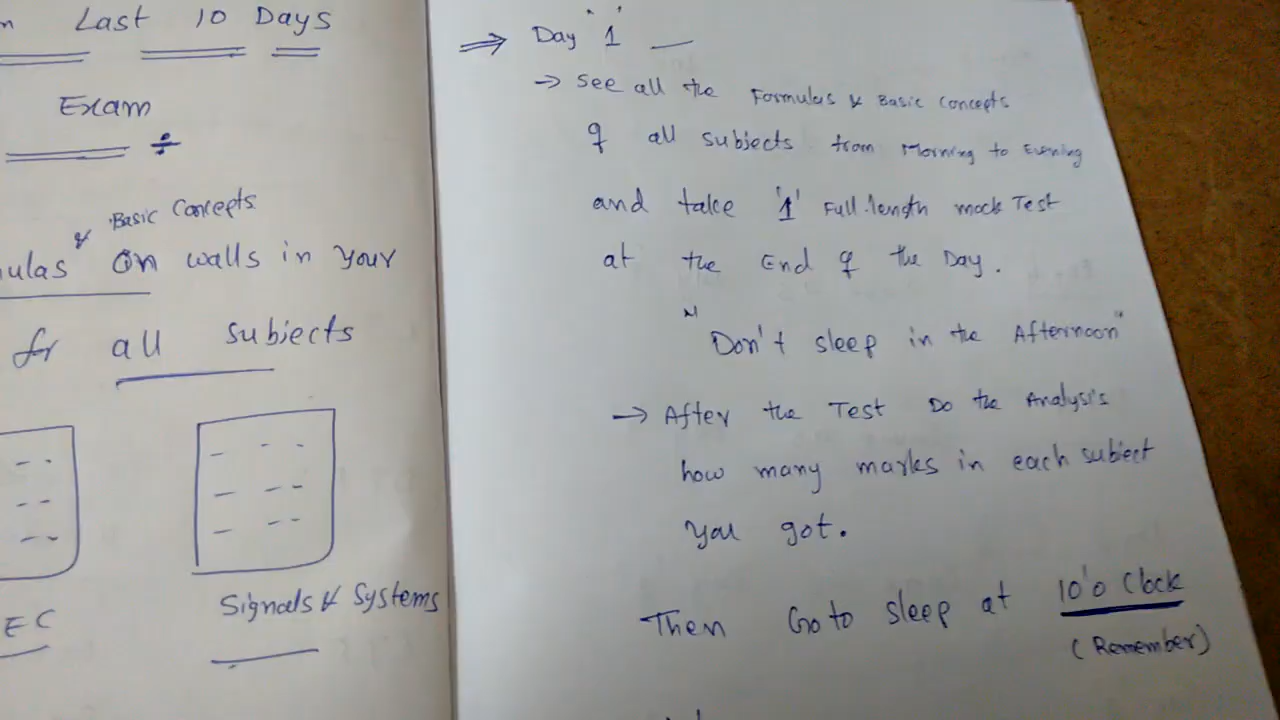 Last 10 Days
Exam
& Basic Concepts
ulas on walls in your
for all subjects
EC
Signals & Systems
⇒ Day '1' —
→ see all the Formulas & Basic Concepts
of all subjects from Morning to Evening
and take '1' Full-length mock Test
at the End of the Day.
"Don't sleep in the Afternoon"
→ After the Test Do the Analysis
how many marks in each subject
you got.
Then Go to sleep at 10'o Clock
(Remember)